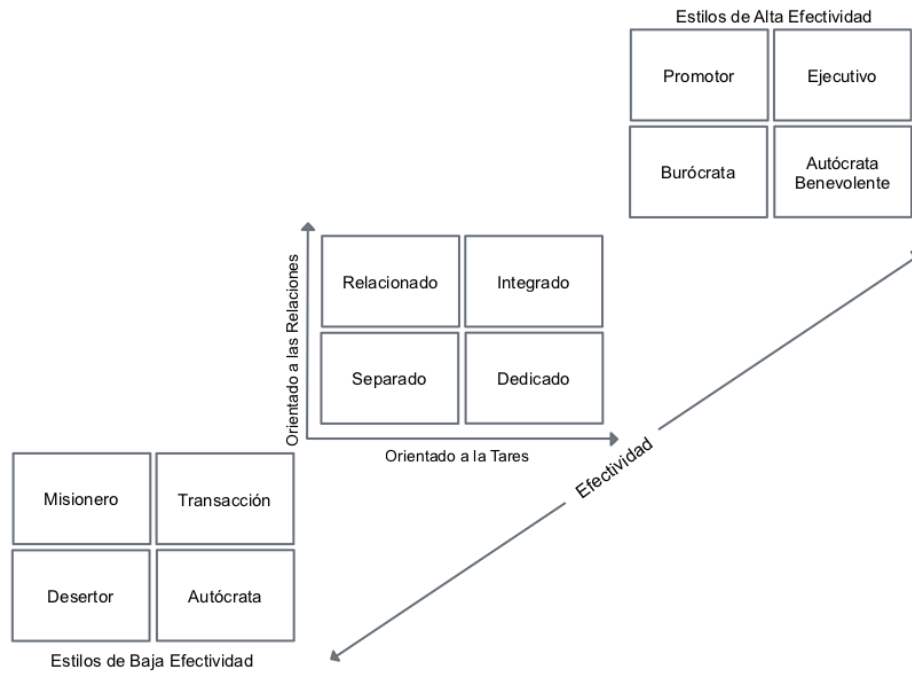 Estilos de Alta Efectividad
Promotor
Ejecutivo
Burócrata
Autócrata
Benevolente
Orientado a las Relaciones
Relacionado
Integrado
Separado
Dedicado
Orientado a la Tares
Efectividad
Misionero
Transacción
Desertor
Autócrata
Estilos de Baja Efectividad